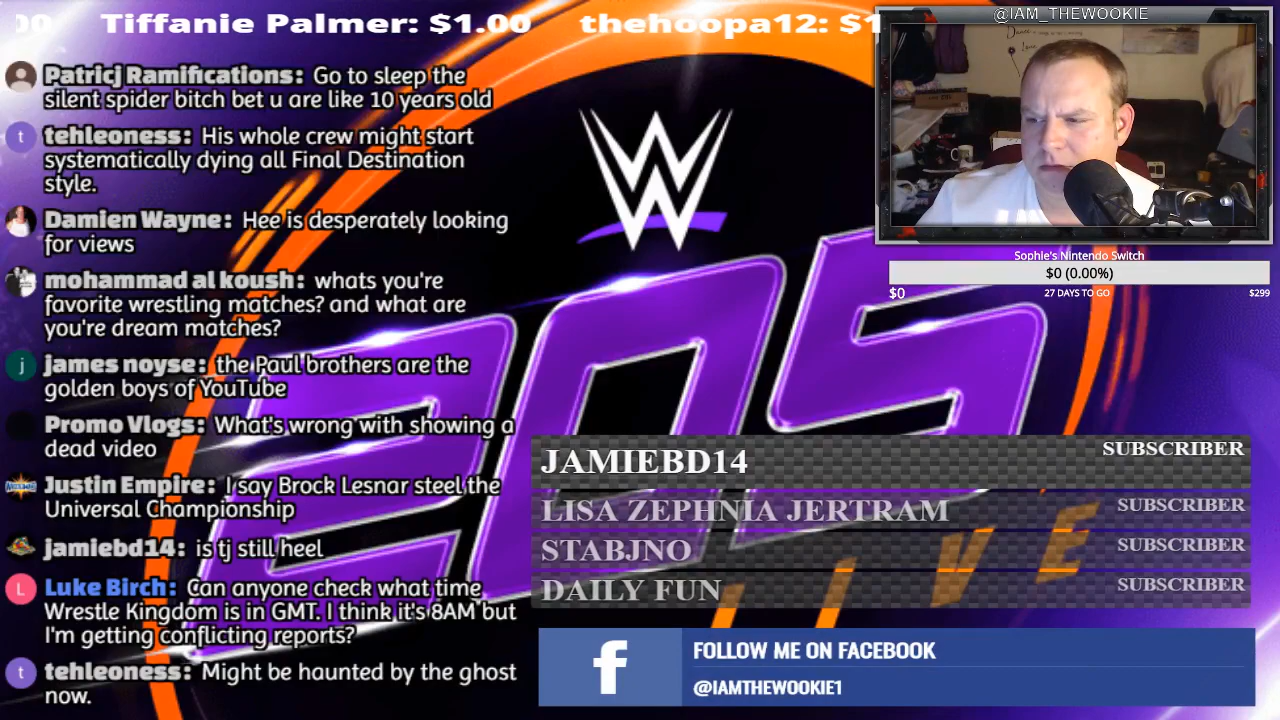 Tiffanie Palmer: $1.00 thehoopa12: $1
@IAM_THEWOOKIE
Patricj Ramifications: Go to sleep the
silent spider bitch bet u are like 10 years old
tehleoness: His whole crew might start
systematically dying all Final Destination
style.
Damien Wayne: Hee is desperately looking
for views
mohammad al koush: whats you're
favorite wrestling matches? and what are
you're dream matches?
james noyse: the Paul brothers are the
golden boys of YouTube
Promo Vlogs: What's wrong with showing a
dead video
Justin Empire: I say Brock Lesnar steel the
Universal Championship
jamiebd14: is tj still heel
Luke Birch: Can anyone check what time
Wrestle Kingdom is in GMT. I think it's 8AM but
I'm getting conflicting reports?
tehleoness: Might be haunted by the ghost
now.
W
205
LIVE
Sophie's Nintendo Switch
$0 (0.00%)
$0 27 DAYS TO GO $299
JAMIEBD14 SUBSCRIBER
LISA ZEPHNIA JERTRAM SUBSCRIBER
STABJNO SUBSCRIBER
DAILY FUN SUBSCRIBER
f
FOLLOW ME ON FACEBOOK
@IAMTHEWOOKIE1